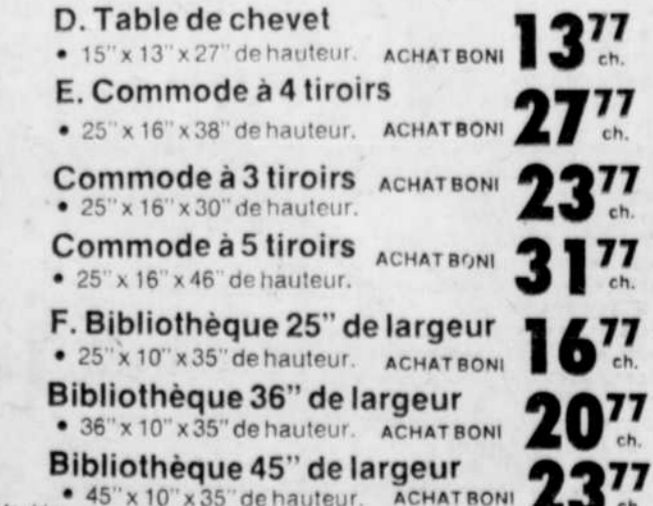 D. Table de chevet
• 15" x 13" x 27" de hauteur. ACHAT BONI 13 77 ch.
E. Commode à 4 tiroirs
• 25" x 16" x 38" de hauteur. ACHAT BONI 27 77 ch.
Commode à 3 tiroirs ACHAT BONI 23 77 ch.
• 25" x 16" x 30" de hauteur.
Commode à 5 tiroirs ACHAT BONI 31 77 ch.
• 25" x 16" x 46" de hauteur.
F. Bibliothèque 25" de largeur
• 25" x 10" x 35" de hauteur. ACHAT BONI 16 77 ch.
Bibliothèque 36" de largeur
• 36" x 10" x 35" de hauteur. ACHAT BONI 20 77 ch.
Bibliothèque 45" de largeur
• 45" x 10" x 35" de hauteur. ACHAT BONI 23 77 ch.